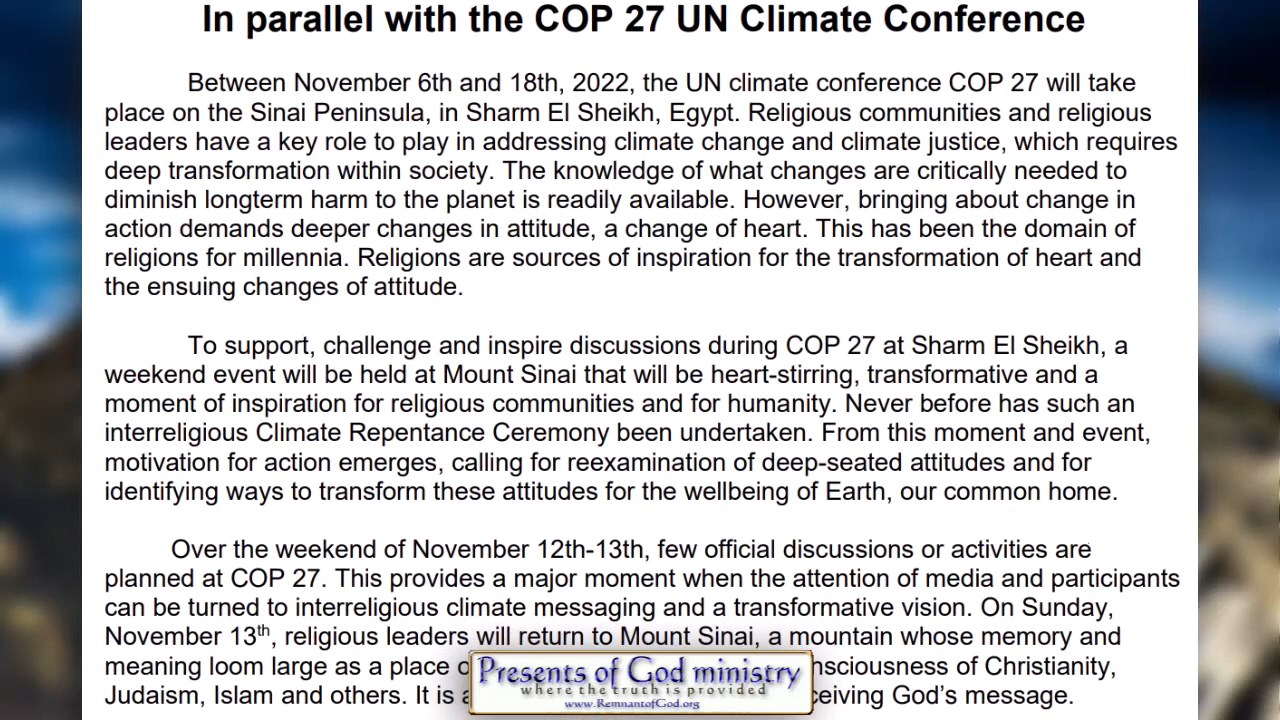 In parallel with the COP 27 UN Climate Conference
Between November 6th and 18th, 2022, the UN climate conference COP 27 will take
place on the Sinai Peninsula, in Sharm El Sheikh, Egypt. Religious communities and religious
leaders have a key role to play in addressing climate change and climate justice, which requires
deep transformation within society. The knowledge of what changes are critically needed to
diminish longterm harm to the planet is readily available. However, bringing about change in
action demands deeper changes in attitude, a change of heart. This has been the domain of
religions for millennia. Religions are sources of inspiration for the transformation of heart and
the ensuing changes of attitude.
To support, challenge and inspire discussions during COP 27 at Sharm El Sheikh, a
weekend event will be held at Mount Sinai that will be heart-stirring, transformative and a
moment of inspiration for religious communities and for humanity. Never before has such an
interreligious Climate Repentance Ceremony been undertaken. From this moment and event,
motivation for action emerges, calling for reexamination of deep-seated attitudes and for
identifying ways to transform these attitudes for the wellbeing of Earth, our common home.
Over the weekend of November 12th-13th, few official discussions or activities are
planned at COP 27. This provides a major moment when the attention of media and participants
can be turned to interreligious climate messaging and a transformative vision. On Sunday,
November 13th, religious leaders will return to Mount Sinai, a mountain whose memory and
meaning loom large as a place of Christianity,
Judaism, Islam and others. It is God's message.
Presents of God ministry
where the truth is provided
www.RemnantofGod.org